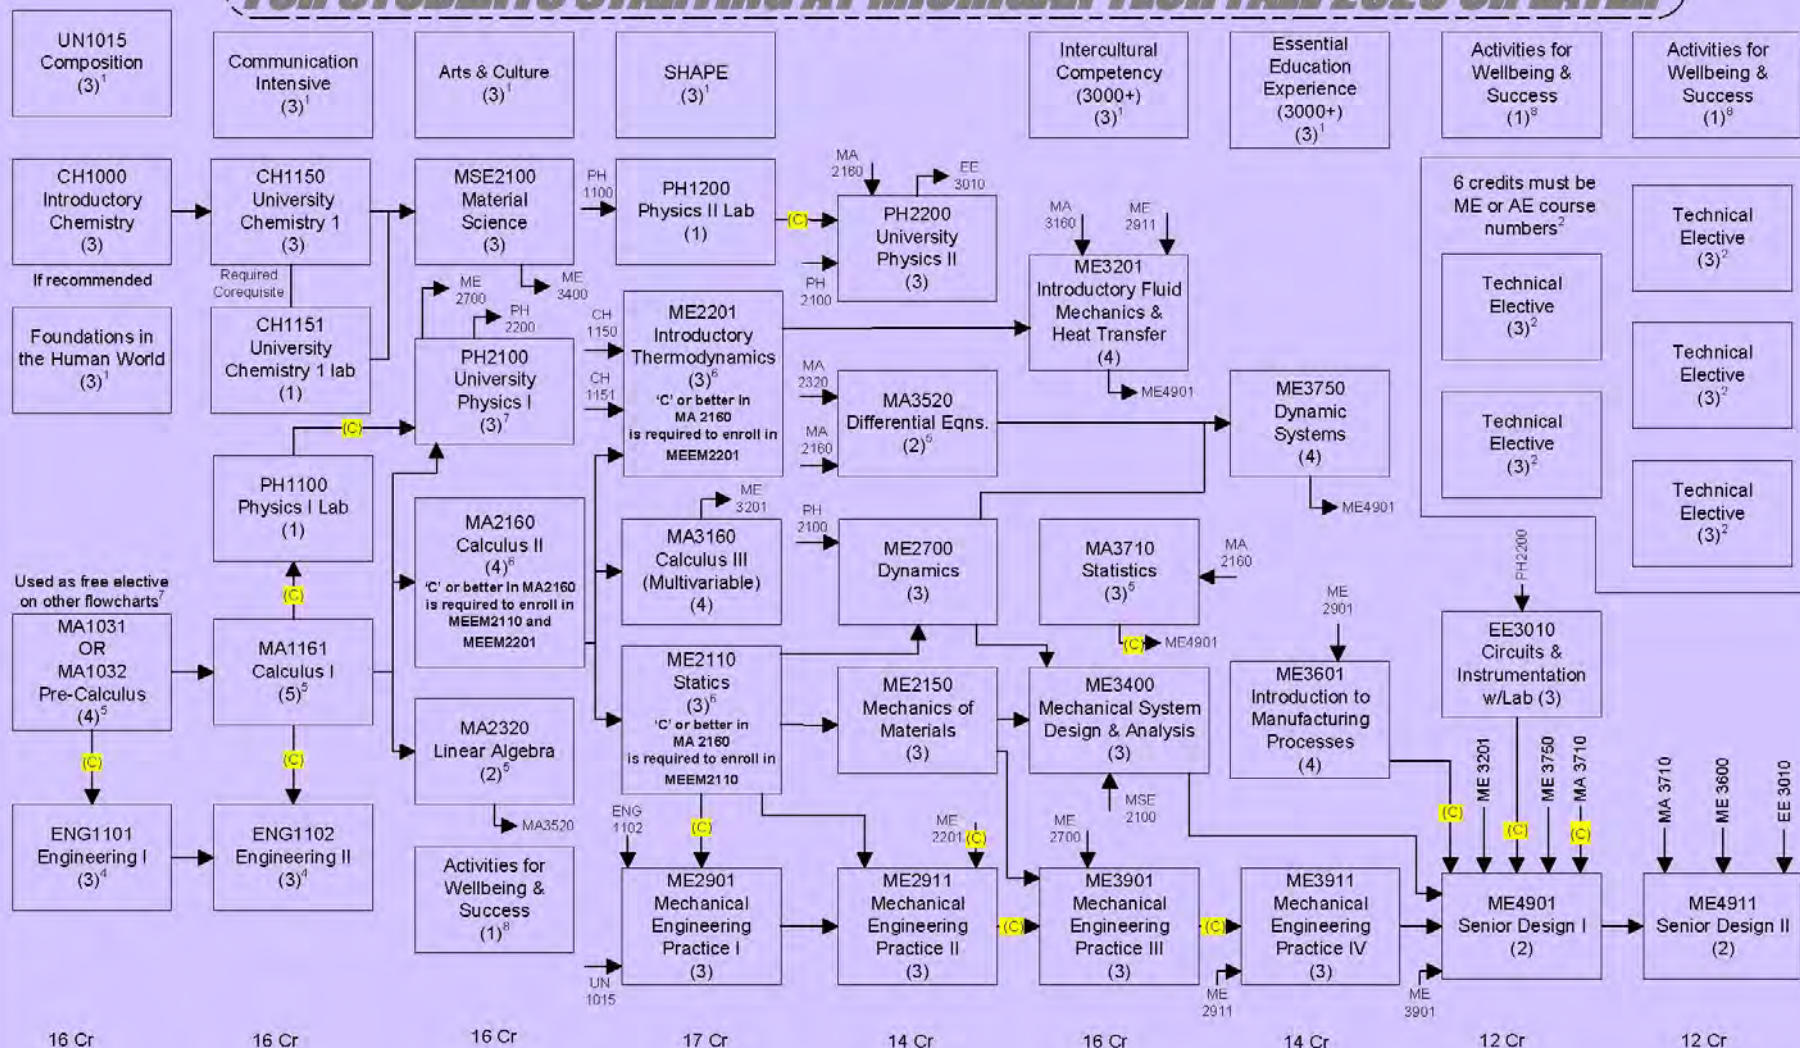 FOR STUDENTS STARTING AT MICHIGAN TECH FALL 2025 OR LATER
UN1015
Composition
(3)1
Communication
Intensive
(3)1
Arts & Culture
(3)1
SHAPE
(3)1
Intercultural
Competency
(3000+)
(3)1
Essential
Education
Experience
(3000+)
(3)1
Activities for
Wellbeing &
Success
(1)8
Activities for
Wellbeing &
Success
(1)8
CH1000
Introductory
Chemistry
(3)
If recommended
Foundations in
the Human World
(3)1
Used as free elective
on other flowcharts7
MA1031
OR
MA1032
Pre-Calculus
(4)5
(C)
ENG1101
Engineering I
(3)4
16 Cr
CH1150
University
Chemistry 1
(3)
Required
Corequisite
CH1151
University
Chemistry 1 lab
(1)
(C)
PH1100
Physics I Lab
(1)
(C)
MA1161
Calculus I
(5)5
(C)
ENG1102
Engineering II
(3)4
16 Cr
MSE2100
Material
Science
(3)
ME
3400
ME
2700
PH
2200
PH2100
University
Physics I
(3)7
MA2160
Calculus II
(4)6
'C' or better in MA2160
is required to enroll in
MEEM2110 and
MEEM2201
MA2320
Linear Algebra
(2)5
MA3520
Activities for
Wellbeing &
Success
(1)8
16 Cr
PH
1100
PH1200
Physics II Lab
(1)
(C)
CH
1150
CH
1151
ME2201
Introductory
Thermodynamics
(3)6
'C' or better in
MA 2160
is required to enroll in
MEEM2201
ME
3201
MA3160
Calculus III
(Multivariable)
(4)
ME2110
Statics
(3)6
'C' or better in
MA 2160
is required to enroll in
MEEM2110
ENG
1102
(C)
ME2901
Mechanical
Engineering
Practice I
(3)
UN
1015
17 Cr
MA
2160
EE
3010
PH2200
University
Physics II
(3)
PH
2100
MA
2320
MA
2160
MA3520
Differential Eqns.
(2)5
PH
2100
ME2700
Dynamics
(3)
ME2150
Mechanics of
Materials
(3)
ME
2201
(C)
ME2911
Mechanical
Engineering
Practice II
(3)
(C)
14 Cr
MA
3160
ME
2911
ME3201
Introductory Fluid
Mechanics &
Heat Transfer
(4)
ME4901
MA3710
Statistics
(3)5
MA
2160
(C)
ME4901
ME3400
Mechanical System
Design & Analysis
(3)
MSE
2100
ME
2700
ME3901
Mechanical
Engineering
Practice III
(3)
(C)
16 Cr
ME3750
Dynamic
Systems
(4)
ME4901
ME
2901
ME3601
Introduction to
Manufacturing
Processes
(4)
ME3911
Mechanical
Engineering
Practice IV
(3)
ME
2911
14 Cr
6 credits must be
ME or AE course
numbers2
Technical
Elective
(3)2
Technical
Elective
(3)2
PH2200
EE3010
Circuits &
Instrumentation
w/Lab (3)
(C)
ME 3201
(C)
ME 3750
MA 3710
(C)
ME4901
Senior Design I
(2)
ME
3901
12 Cr
Technical
Elective
(3)2
Technical
Elective
(3)2
Technical
Elective
(3)2
MA 3710
ME 3600
EE 3010
ME4911
Senior Design II
(2)
12 Cr